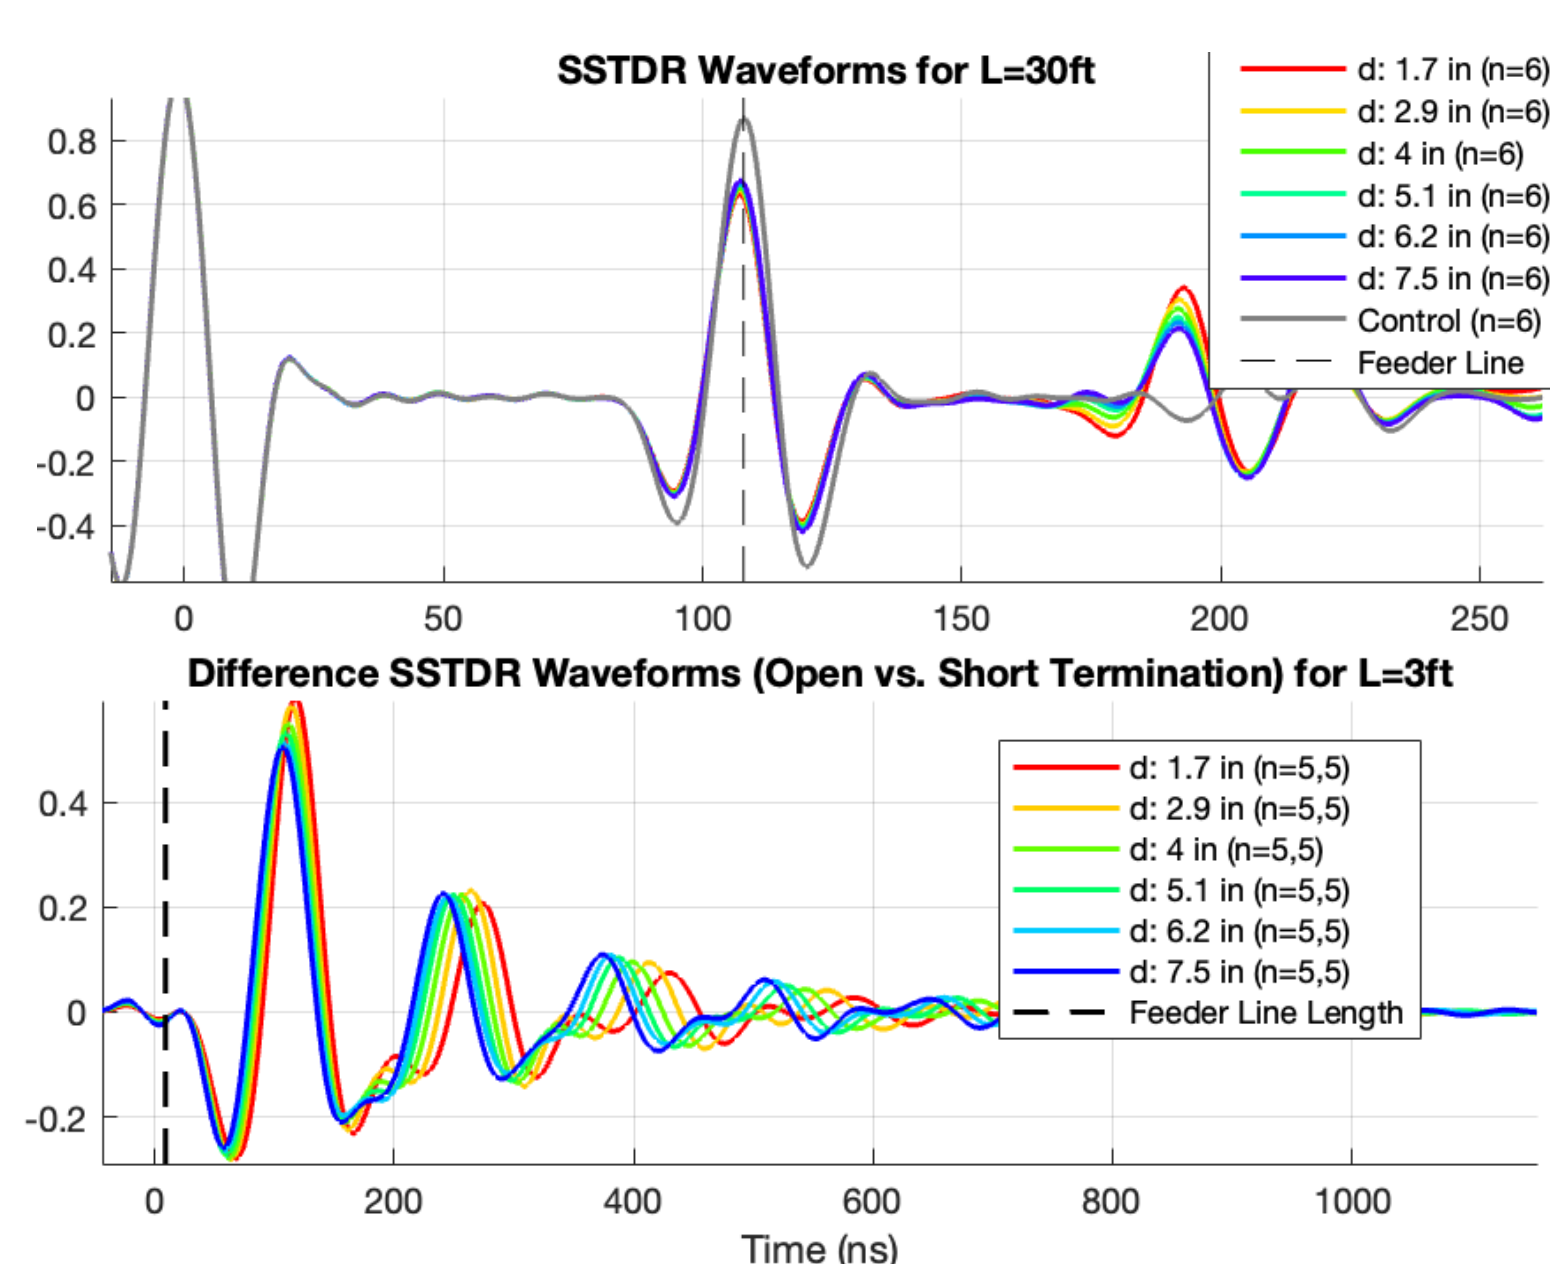 SSTDR Waveforms for L=30ft
d: 1.7 in (n=6)
d: 2.9 in (n=6)
d: 4 in (n=6)
d: 5.1 in (n=6)
d: 6.2 in (n=6)
d: 7.5 in (n=6)
Control (n=6)
Feeder Line
0.8
0.6
0.4
0.2
0
-0.2
-0.4
0 50 100 150 200 250
Difference SSTDR Waveforms (Open vs. Short Termination) for L=3ft
d: 1.7 in (n=5,5)
d: 2.9 in (n=5,5)
d: 4 in (n=5,5)
d: 5.1 in (n=5,5)
d: 6.2 in (n=5,5)
d: 7.5 in (n=5,5)
Feeder Line Length
0.4
0.2
0
-0.2
0 200 400 600 800 1000
Time (ns)